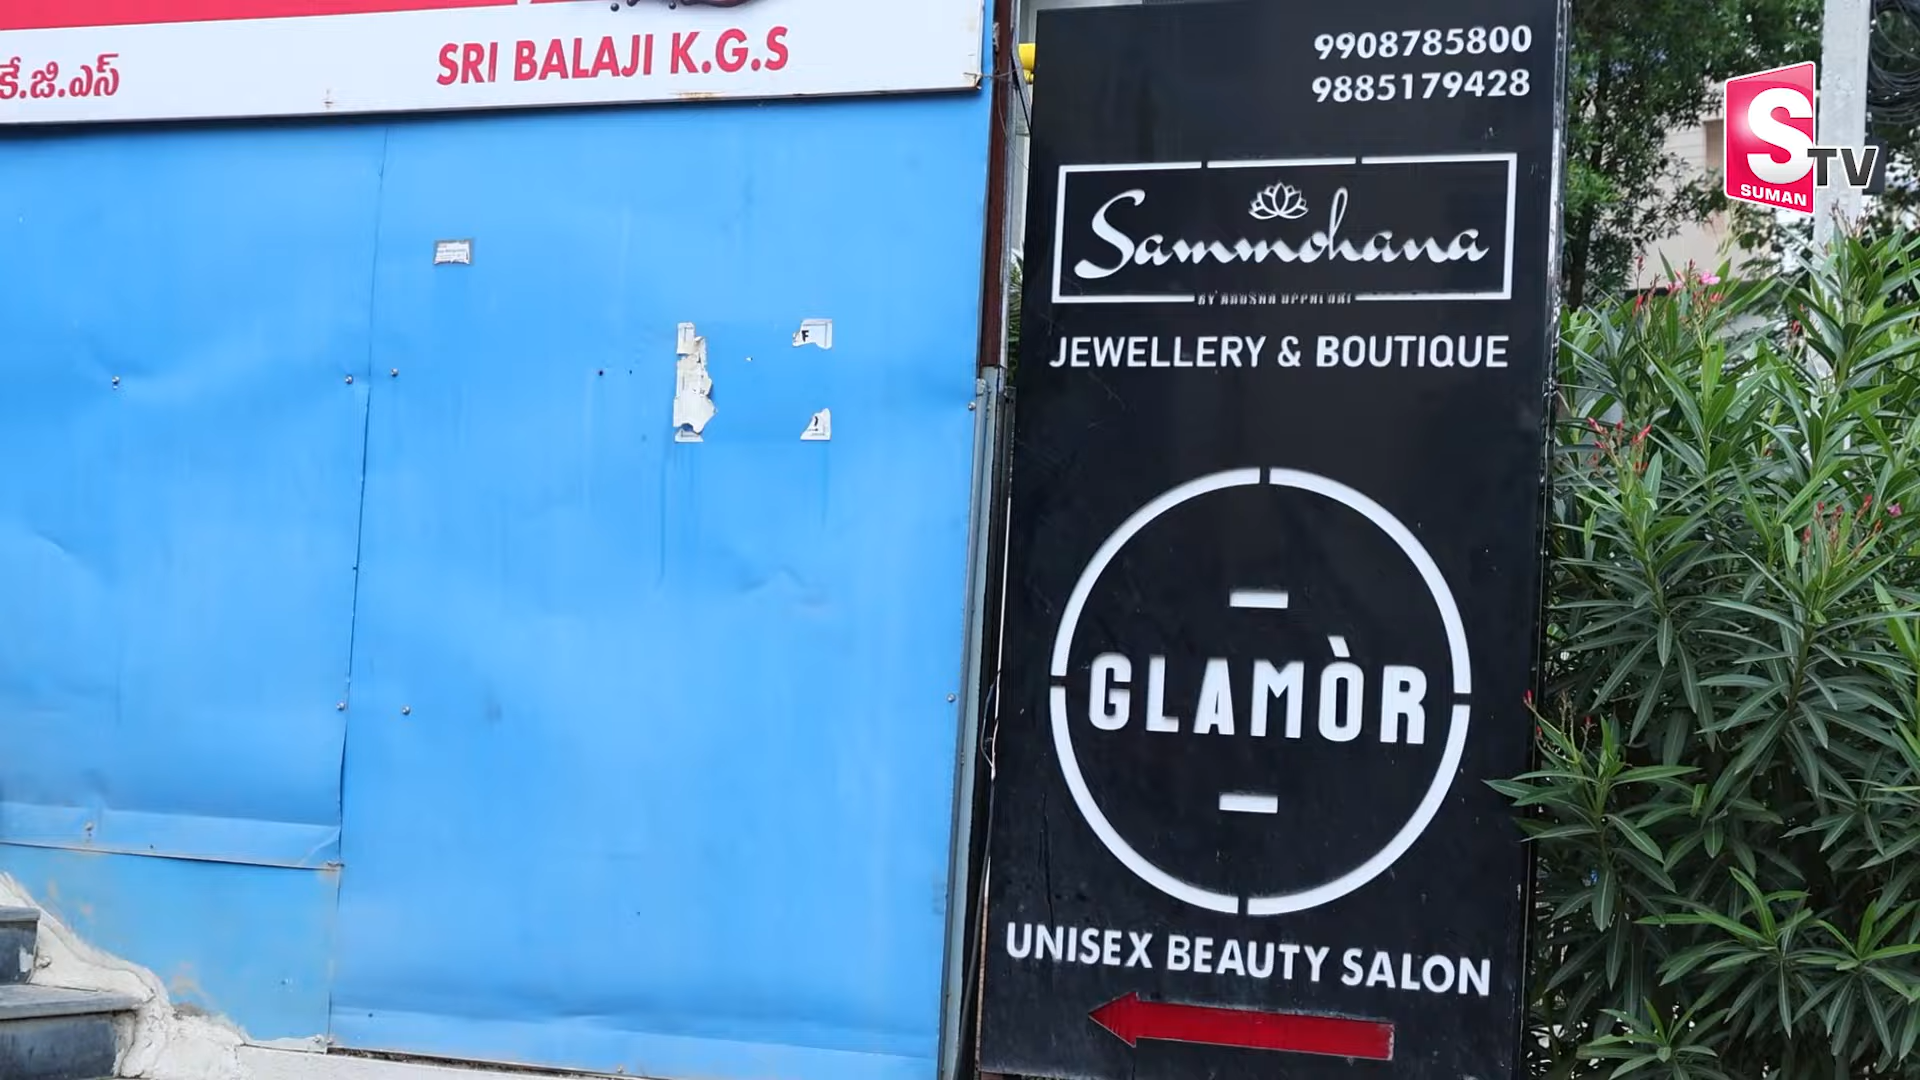 కే.జి.ఎస్
SRI BALAJI K.G.S
9908785800
9885179428
Sammohana
JEWELLERY & BOUTIQUE
GLAMÒR
UNISEX BEAUTY SALON
S
TV
SUMAN